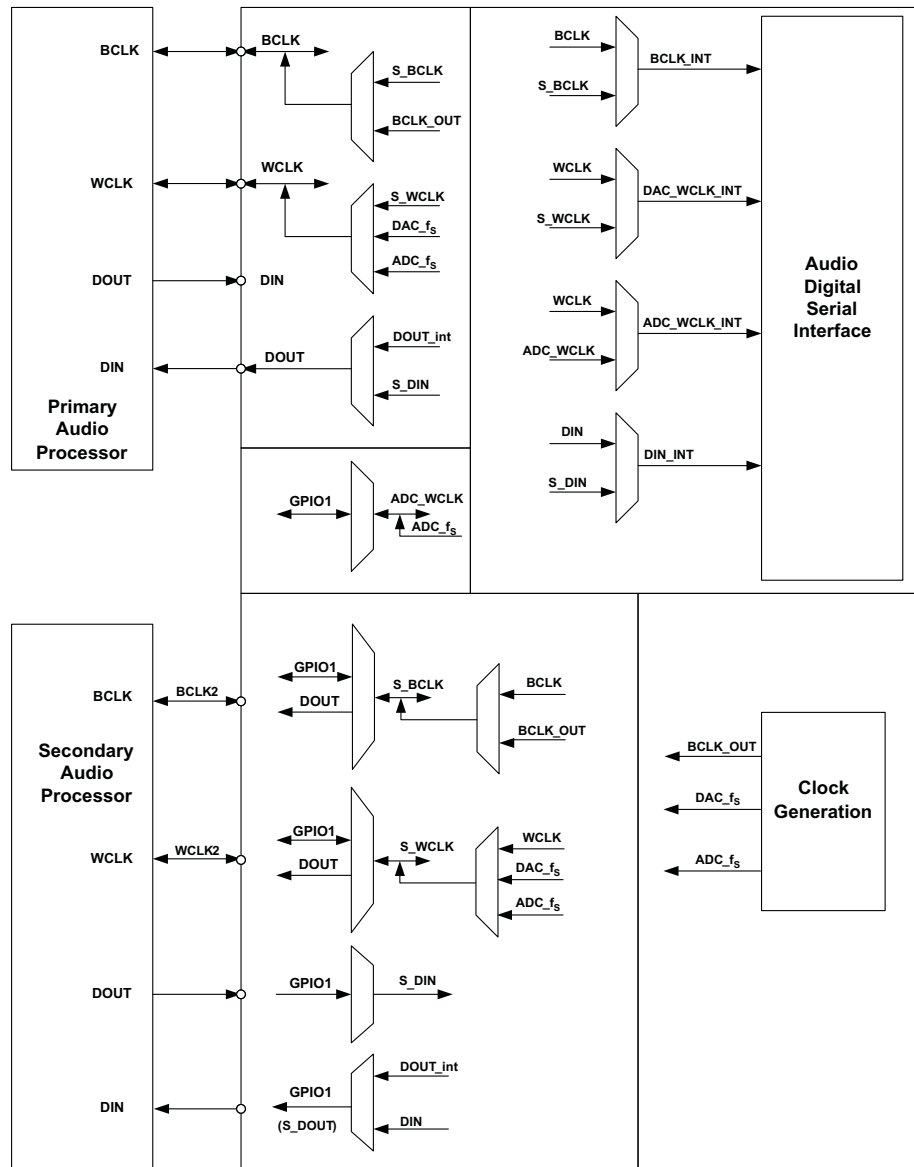 BCLK
BCLK
S_BCLK
BCLK_OUT
WCLK
WCLK
S_WCLK
DAC_fS
ADC_fS
DOUT
DIN
DIN
DOUT
DOUT_int
S_DIN
Primary
Audio
Processor
BCLK
S_BCLK
BCLK_INT
WCLK
S_WCLK
DAC_WCLK_INT
WCLK
ADC_WCLK
ADC_WCLK_INT
DIN
S_DIN
DIN_INT
Audio
Digital
Serial
Interface
GPIO1
ADC_WCLK
ADC_fS
BCLK
BCLK2
GPIO1
DOUT
S_BCLK
BCLK
BCLK_OUT
Secondary
Audio
Processor
WCLK
WCLK2
GPIO1
DOUT
S_WCLK
WCLK
DAC_fS
ADC_fS
DOUT
GPIO1
S_DIN
DIN
GPIO1
(S_DOUT)
DOUT_int
DIN
BCLK_OUT
DAC_fS
ADC_fS
Clock
Generation